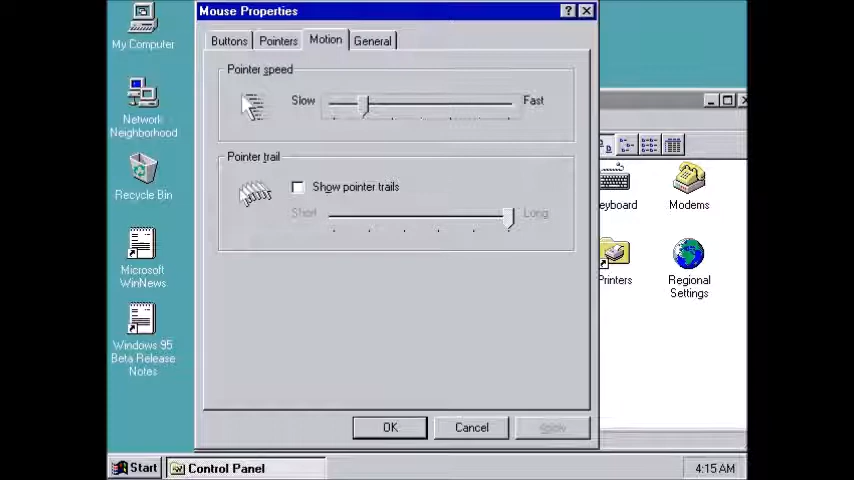 Mouse Properties
My Computer
Network
Neighborhood
Recycle Bin
Microsoft
WinNews
Windows 95
Beta Release
Notes
Buttons
Pointers
Motion
General
Pointer speed
Slow
Fast
Pointer trail
Show pointer trails
Short
Long
OK
Cancel
Apply
eyboard
Modems
Printers
Regional
Settings
Start
Control Panel
4:15 AM